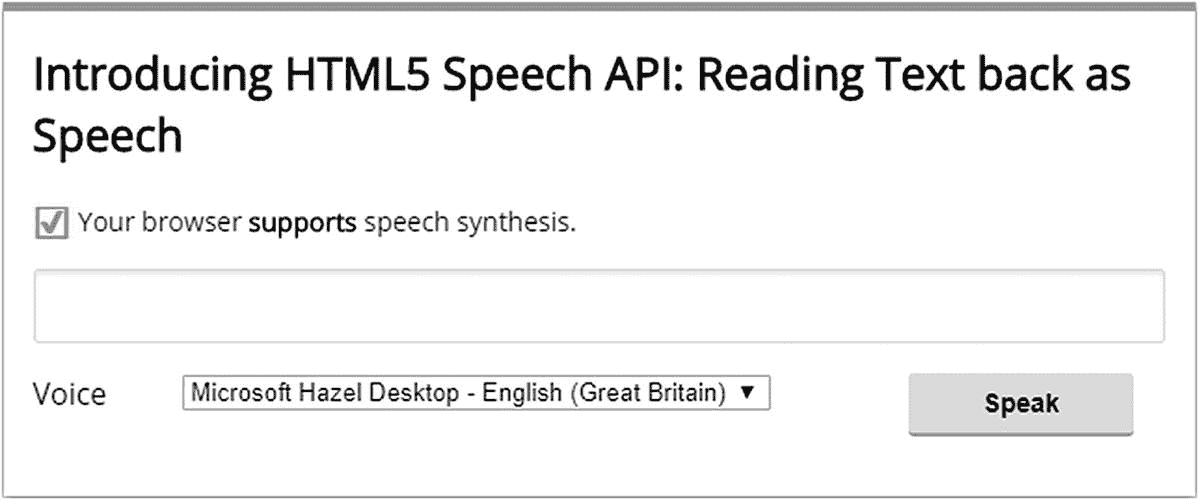 Introducing HTML5 Speech API: Reading Text back as
Speech
Your browser supports speech synthesis.
Voice
Microsoft Hazel Desktop - English (Great Britain)
Speak